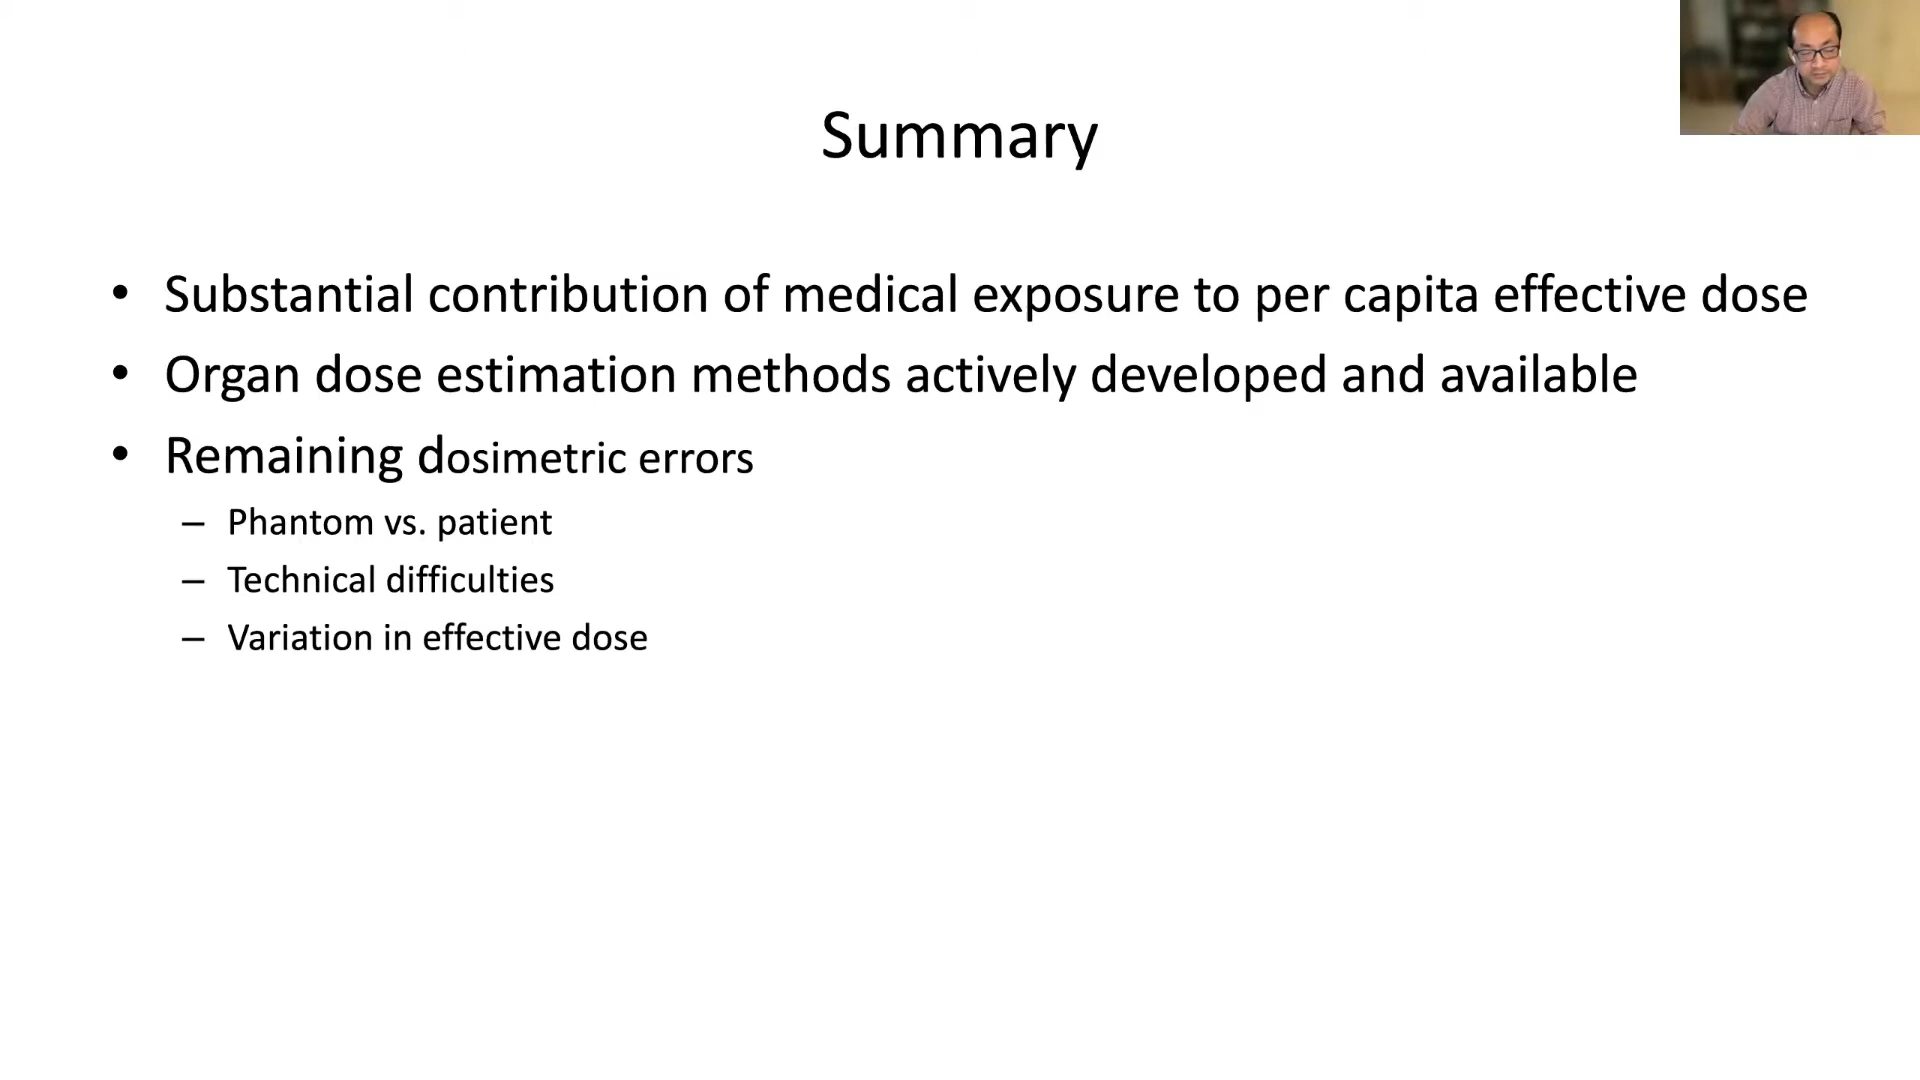 Summary
• Substantial contribution of medical exposure to per capita effective dose
• Organ dose estimation methods actively developed and available
• Remaining dosimetric errors
– Phantom vs. patient
– Technical difficulties
– Variation in effective dose